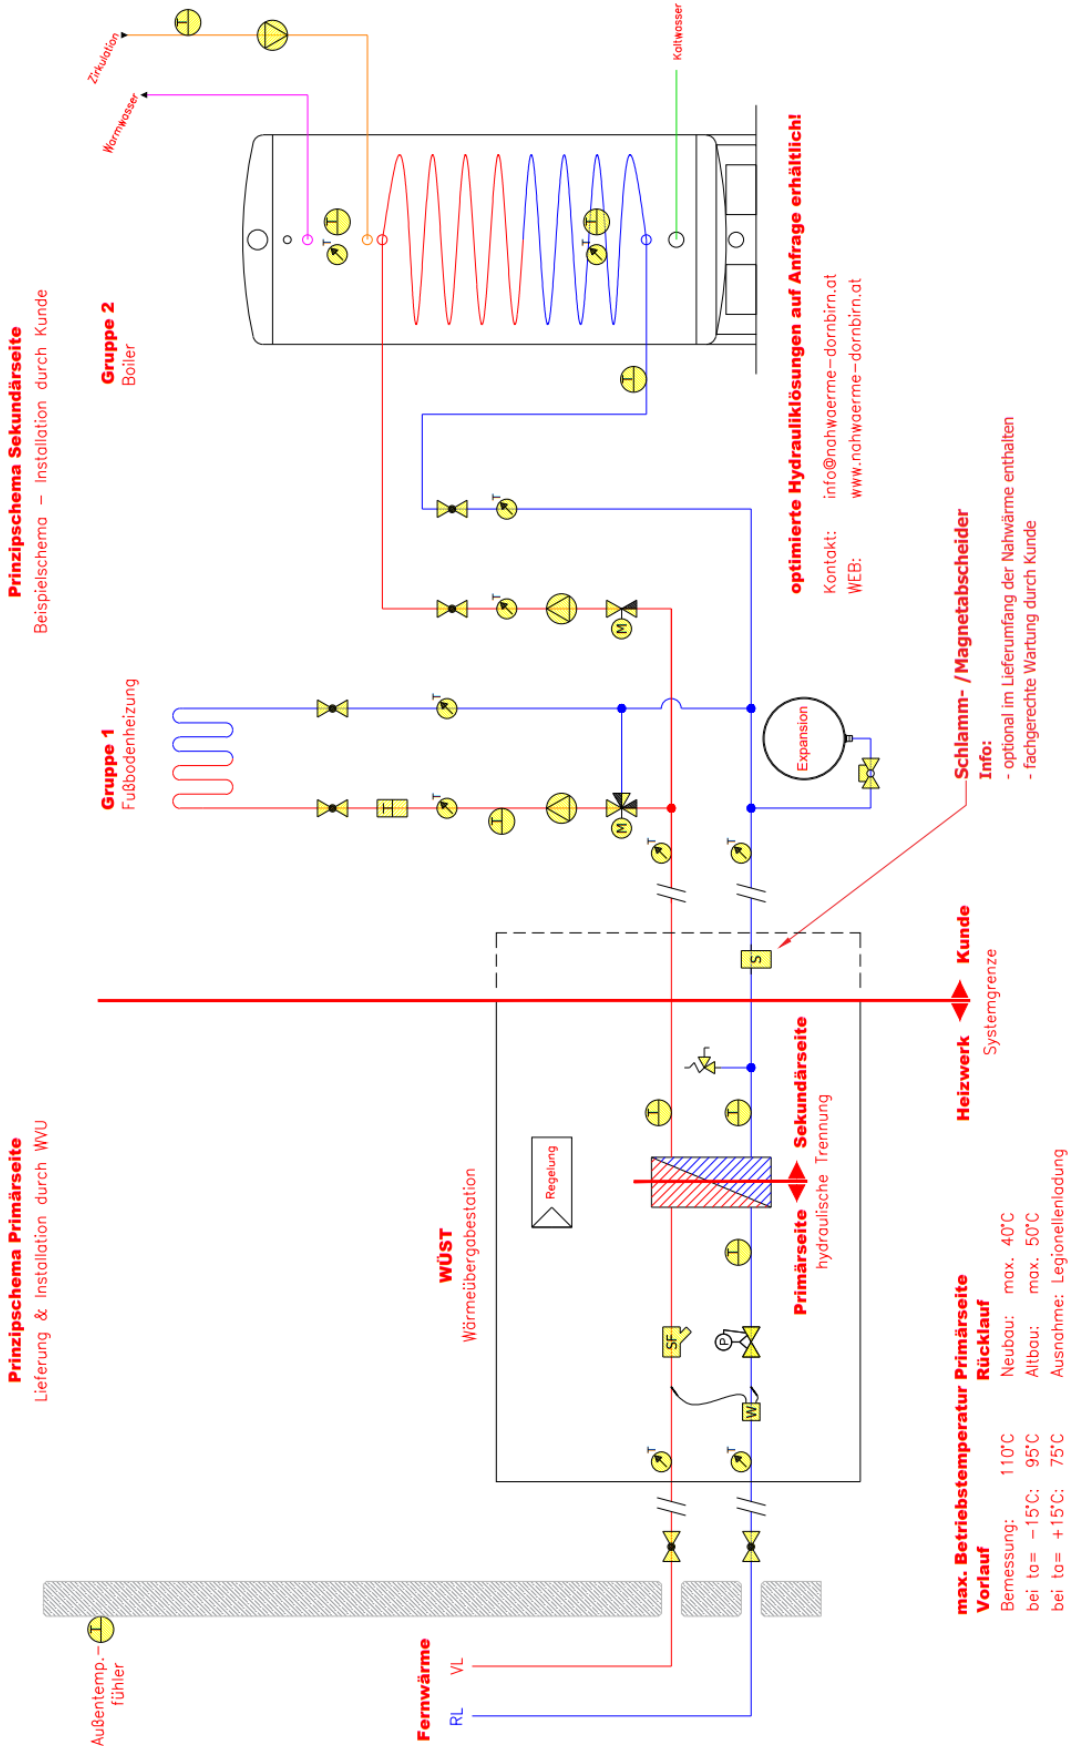 Prinzipschema Primärseite
Lieferung & Installation durch WVU
Prinzipschema Sekundärseite
Beispielschema – Installation durch Kunde
Außentemp.–
fühler
T
Fernwärme
VL
RL
WÜST
Wärmeübergabestation
Regelung
T
T
W
SF
P
T
T
T
S
Primärseite
Sekundärseite
hydraulische Trennung
Heizwerk
Kunde
Systemgrenze
Schlamm- /Magnetabscheider
Info:
- optional im Lieferumfang der Nahwärme enthalten
- fachgerechte Wartung durch Kunde
T
T
Gruppe 1
Fußbodenheizung
T
T
T
M
T
Expansion
Gruppe 2
Boiler
T
M
T
T
T
T
T
T
T
Zirkulation
Warmwasser
Kaltwasser
optimierte Hydrauliklösungen auf Anfrage erhältlich!
Kontakt: info@nahwaerme–dornbirn.at
WEB: www.nahwaerme–dornbirn.at
max. Betriebstemperatur Primärseite
Vorlauf Rücklauf
Bemessung: 110°C Neubau: max. 40°C
bei ta= –15°C: 95°C Altbau: max. 50°C
bei ta= +15°C: 75°C Ausnahme: Legionellenladung